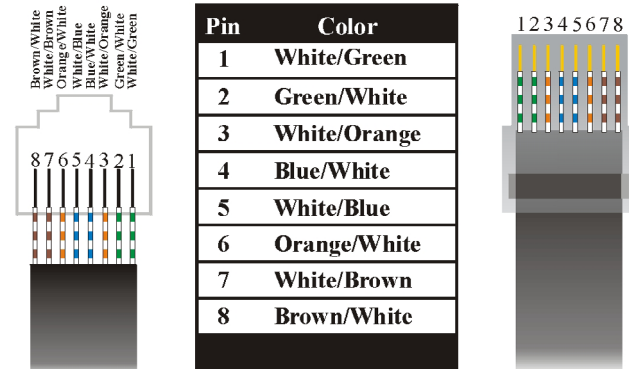 Brown/White
White/Brown
Orange/White
White/Blue
Blue/White
White/Orange
Green/White
White/Green
8 7 6 5 4 3 2 1
Pin Color
1 White/Green
2 Green/White
3 White/Orange
4 Blue/White
5 White/Blue
6 Orange/White
7 White/Brown
8 Brown/White
1 2 3 4 5 6 7 8